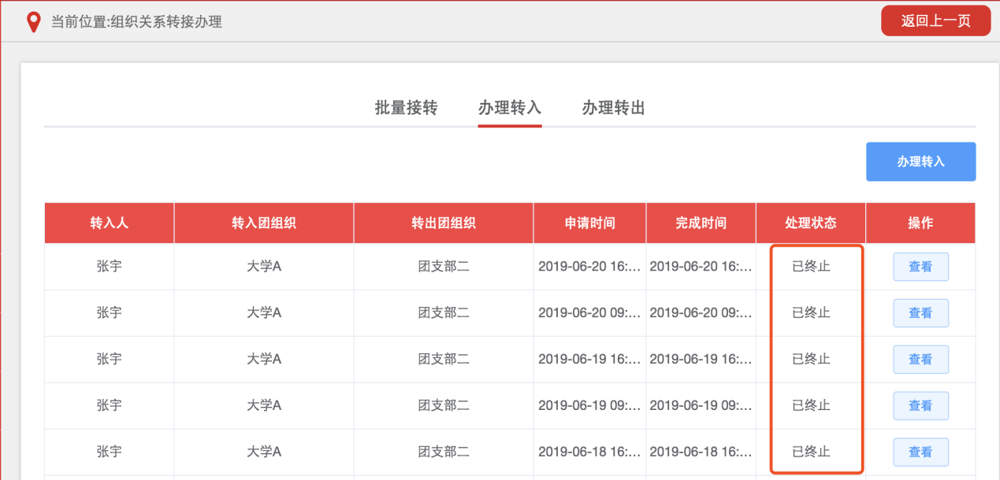 当前位置:组织关系转接办理
返回上一页
批量接转 办理转入 办理转出
办理转入
转入人 转入团组织 转出团组织 申请时间 完成时间 处理状态 操作
张宇 大学A 团支部二 2019-06-20 16:... 2019-06-20 16:... 已终止 查看
张宇 大学A 团支部二 2019-06-20 09:... 2019-06-20 09:... 已终止 查看
张宇 大学A 团支部二 2019-06-19 16:... 2019-06-19 16:... 已终止 查看
张宇 大学A 团支部二 2019-06-19 09:... 2019-06-19 09:... 已终止 查看
张宇 大学A 团支部二 2019-06-18 16:... 2019-06-18 16:... 已终止 查看